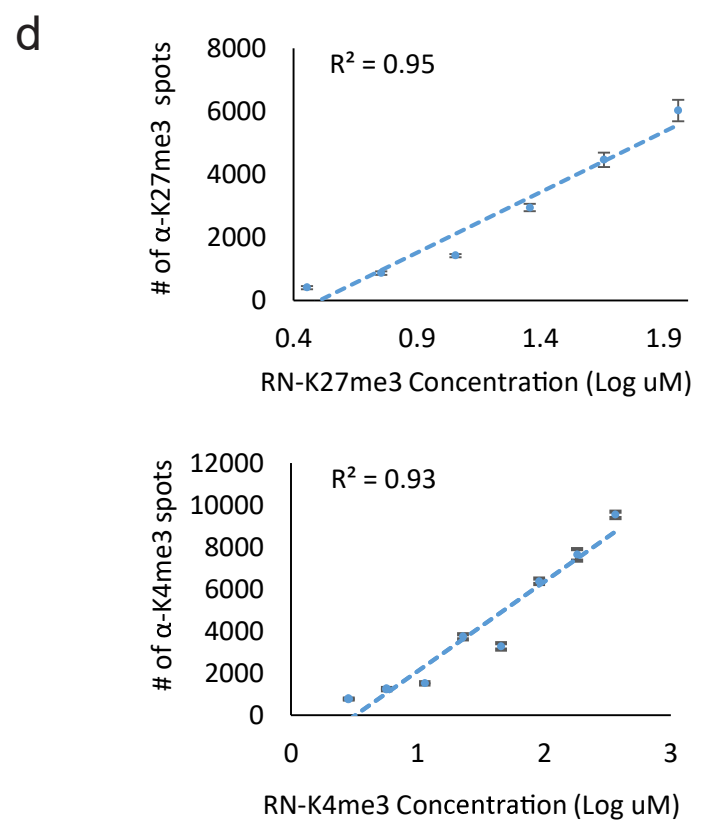 d
# of α-K27me3 spots
8000
6000
4000
2000
0
R² = 0.95
0.4 0.9 1.4 1.9
RN-K27me3 Concentration (Log uM)
# of α-K4me3 spots
12000
10000
8000
6000
4000
2000
0
R² = 0.93
0 1 2 3
RN-K4me3 Concentration (Log uM)